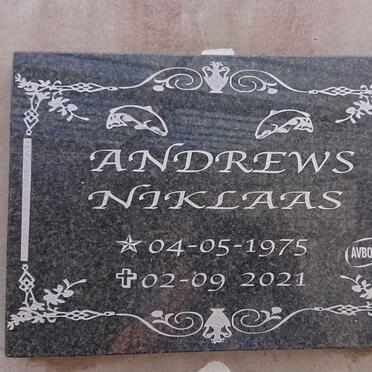 ANDREWS
NIKLAAS
04-05-1975
02-09 2021